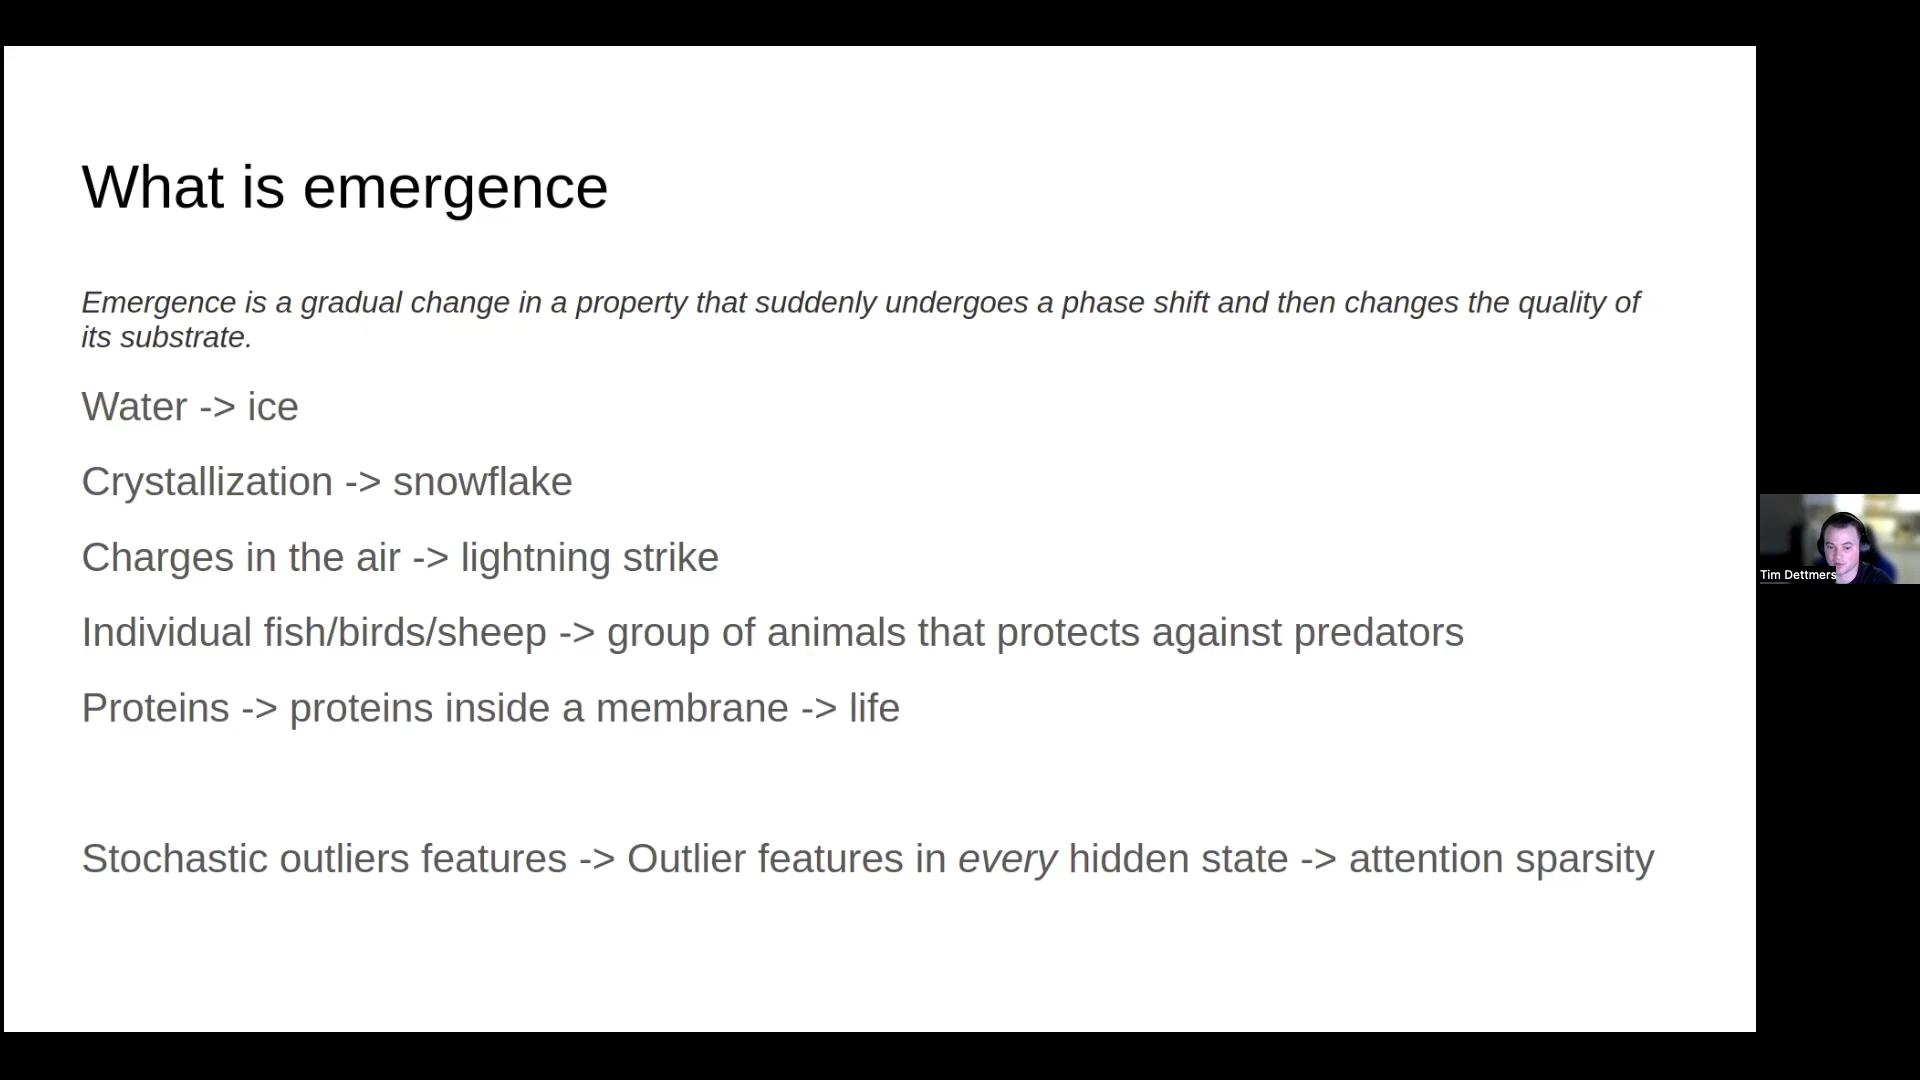 What is emergence
Emergence is a gradual change in a property that suddenly undergoes a phase shift and then changes the quality of
its substrate.
Water -> ice
Crystallization -> snowflake
Charges in the air -> lightning strike
Individual fish/birds/sheep -> group of animals that protects against predators
Proteins -> proteins inside a membrane -> life
Stochastic outliers features -> Outlier features in every hidden state -> attention sparsity
Tim Dettmers